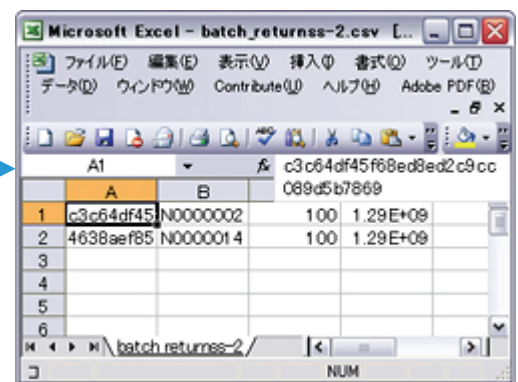 Microsoft Excel - batch_returnss-2.csv [...
ファイル(F) 編集(E) 表示(V) 挿入(I) 書式(O) ツール(T)
データ(D) ウィンドウ(W) Contribute(U) ヘルプ(H) Adobe PDF(B)
A1 fx c3c64df45f68ed8ed2c9cc
089d5b7869
A B
1 c3c64df45 N0000002 100 1.29E+09
2 4638aef85 N0000014 100 1.29E+09
3
4
5
6
batch_returnss-2
NUM